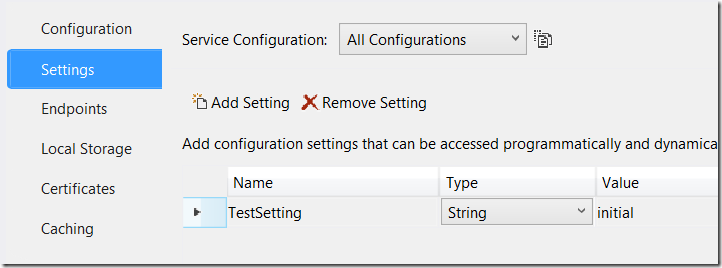 Configuration
Settings
Endpoints
Local Storage
Certificates
Caching
Service Configuration: All Configurations
Add Setting Remove Setting
Add configuration settings that can be accessed programmatically and dynamica
Name Type Value
TestSetting String initial